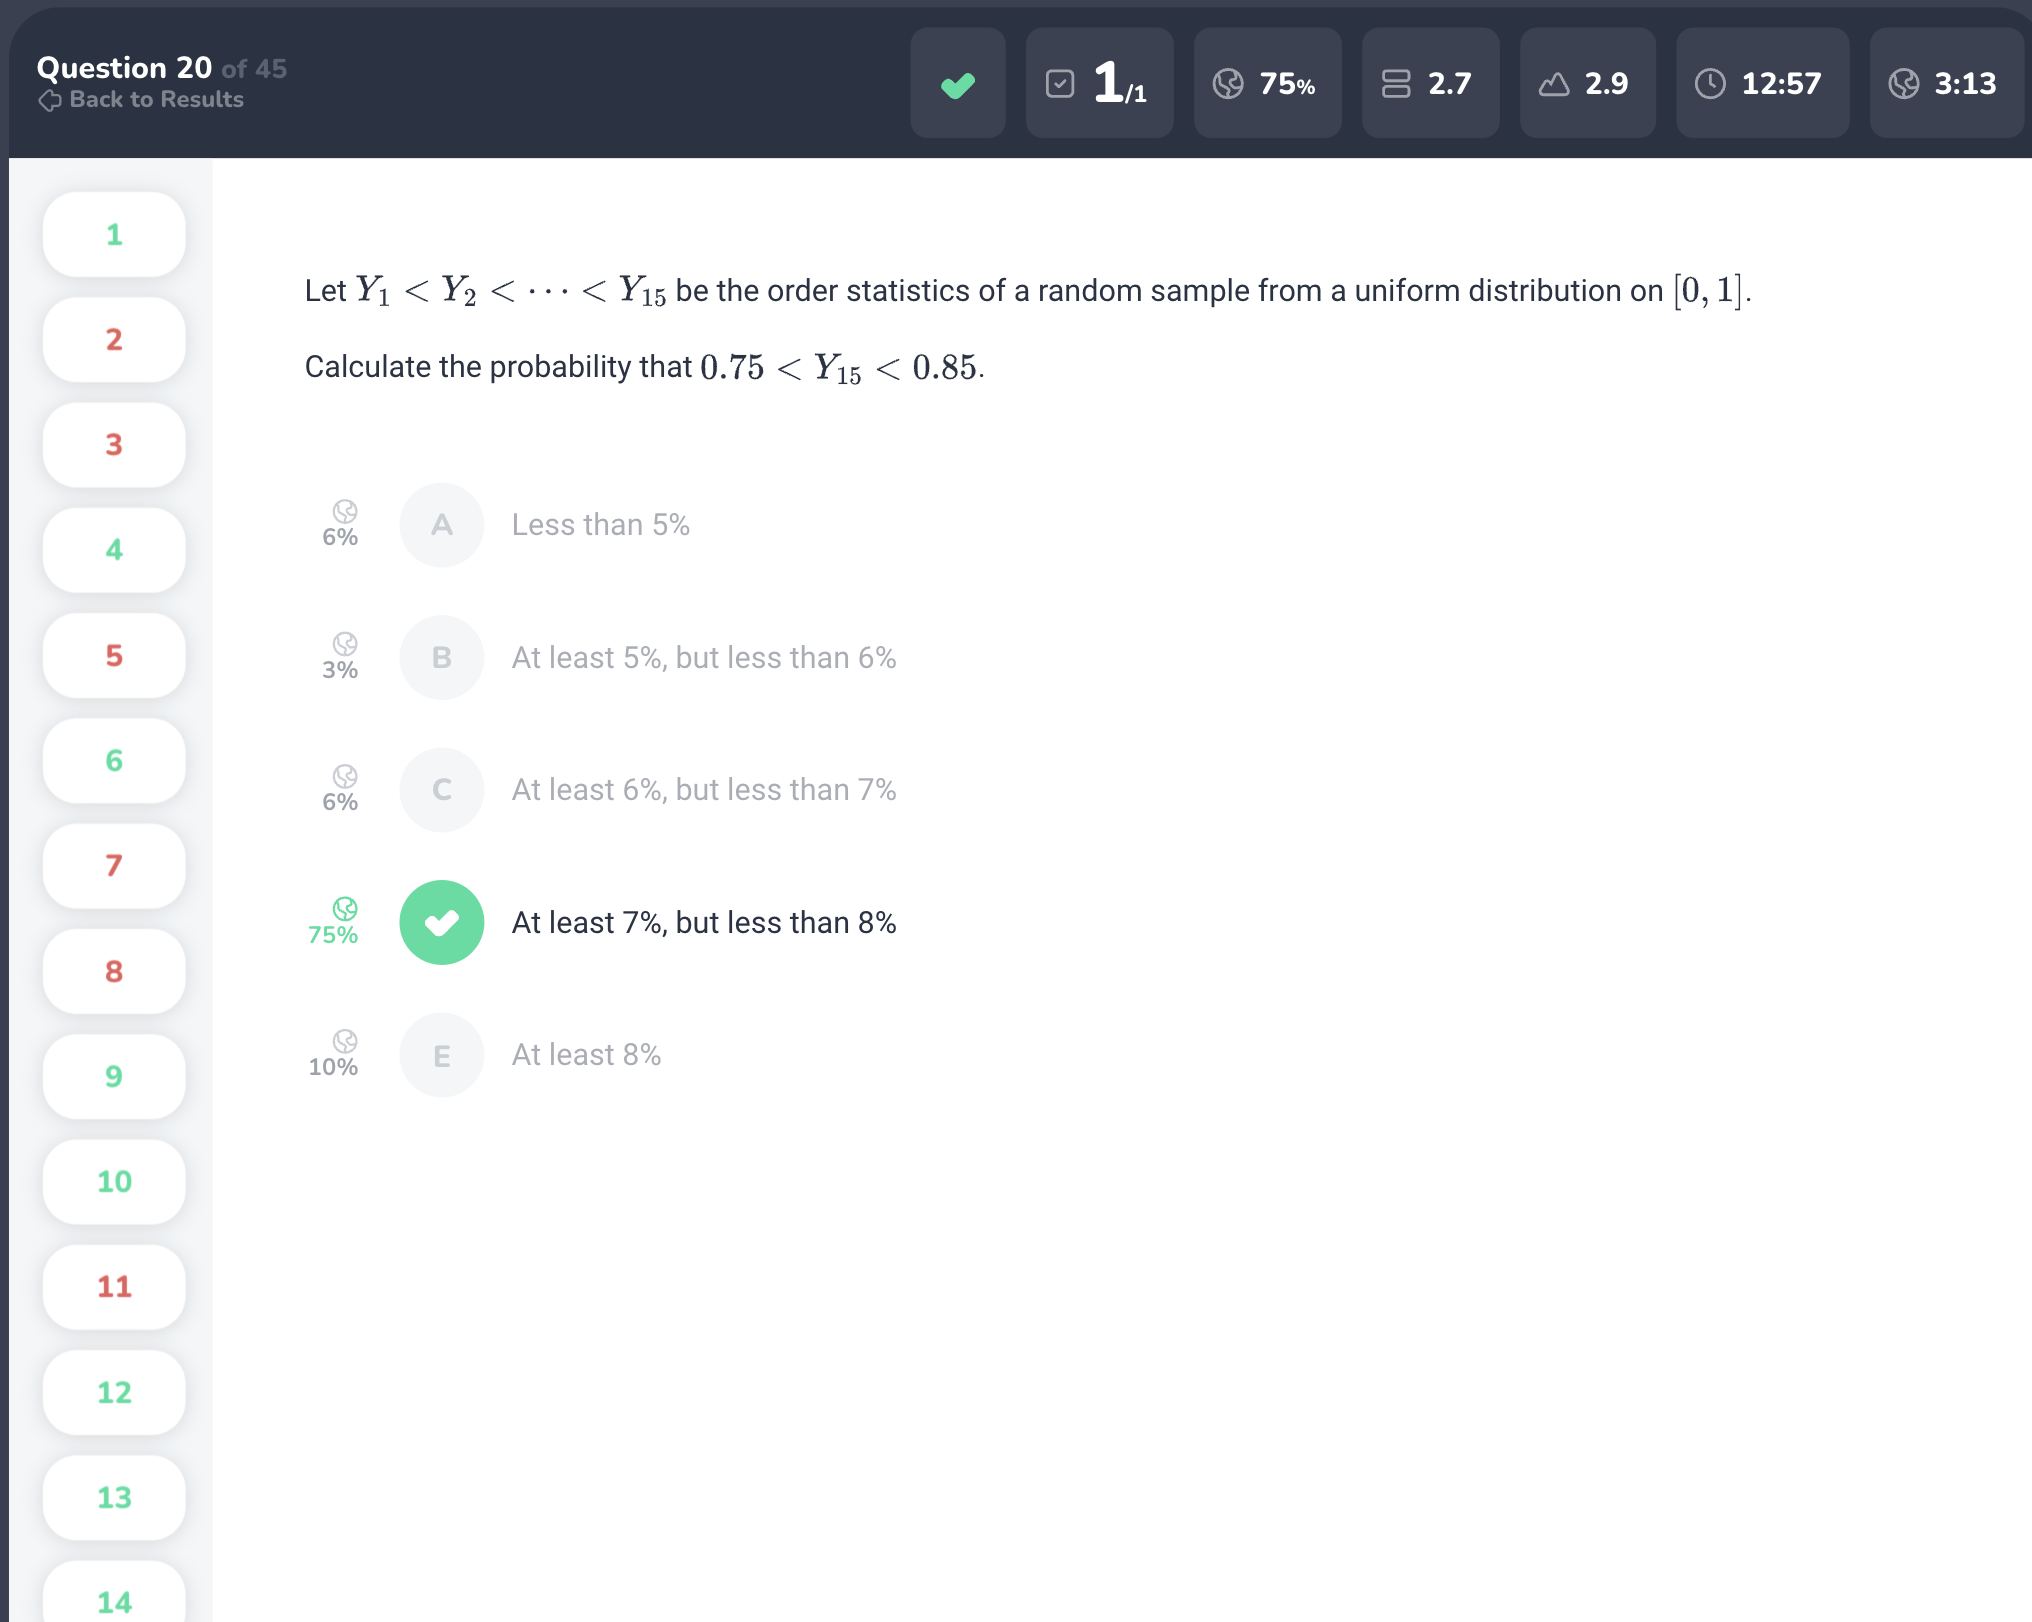 Question 20 of 45
Back to Results
1/1
75%
2.7
2.9
12:57
3:13
1
2
3
4
5
6
7
8
9
10
11
12
13
14
Let Y₁ < Y₂ < ⋯ < Y₁₅ be the order statistics of a random sample from a uniform distribution on [0, 1].
Calculate the probability that 0.75 < Y₁₅ < 0.85.
6% A Less than 5%
3% B At least 5%, but less than 6%
6% C At least 6%, but less than 7%
75% At least 7%, but less than 8%
10% E At least 8%